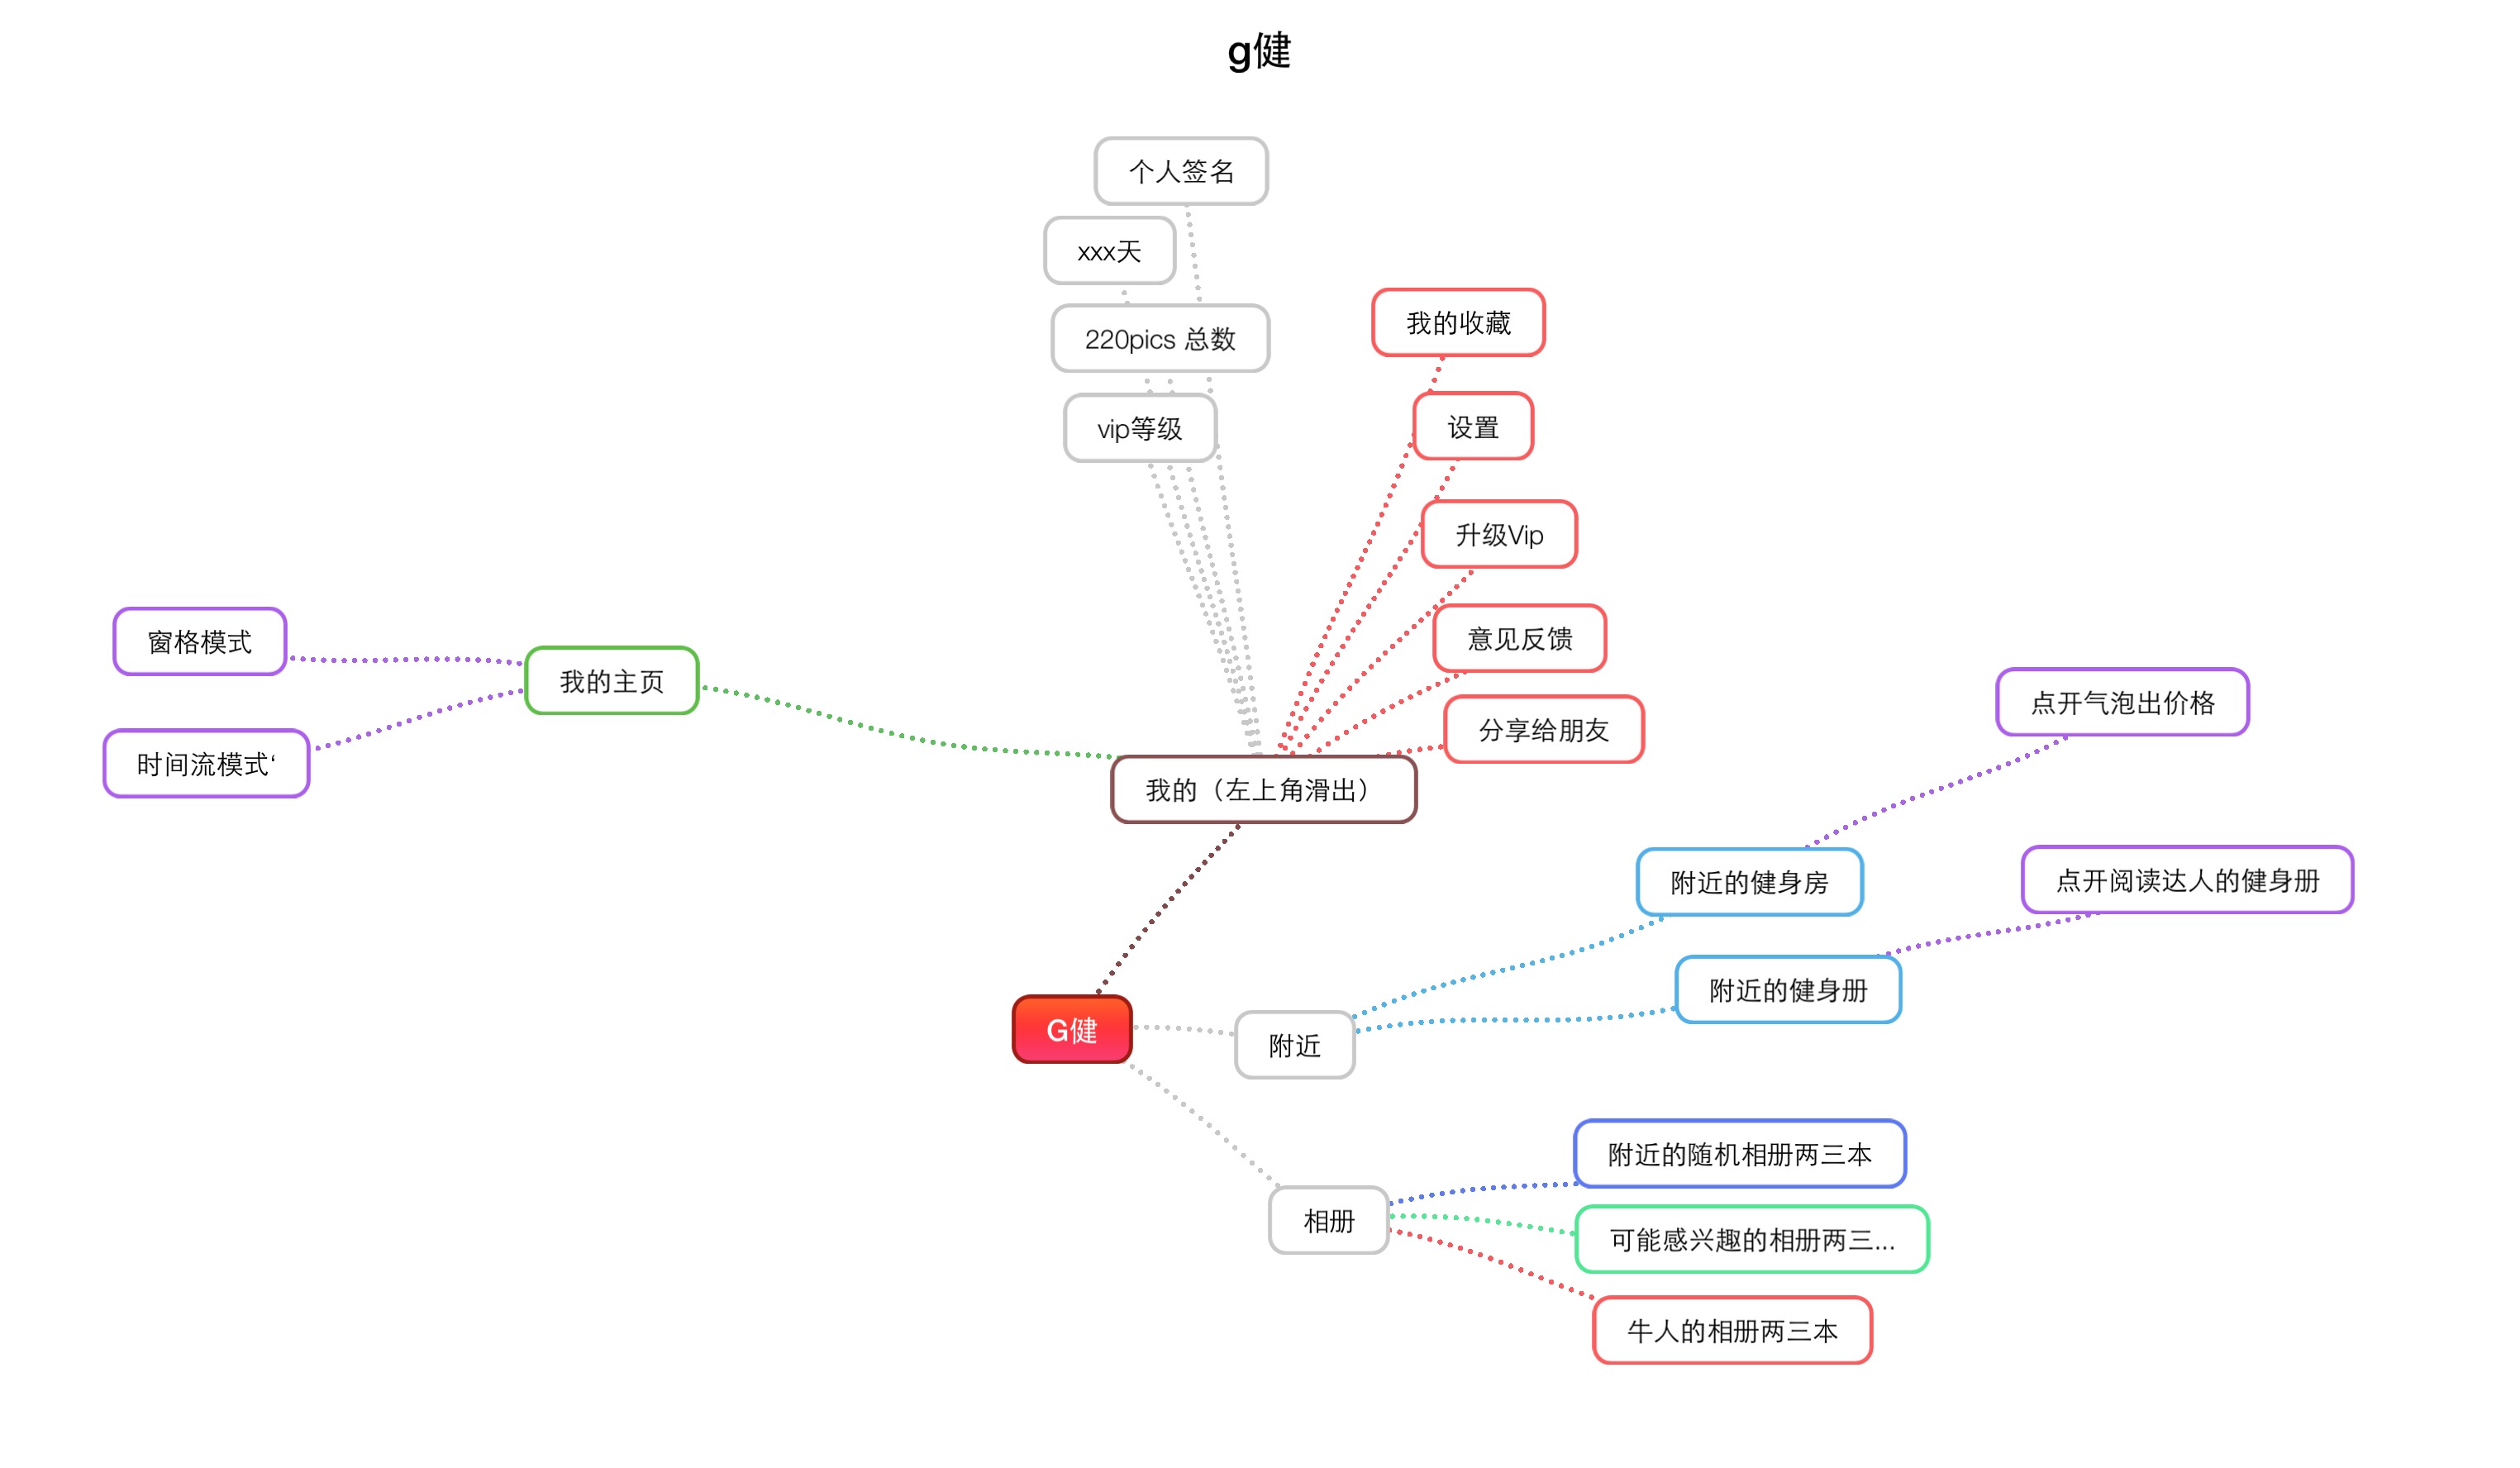 g健
个人签名
xxx天
220pics 总数
vip等级
我的收藏
设置
升级Vip
意见反馈
分享给朋友
窗格模式
时间流模式‘
我的主页
我的（左上角滑出）
点开气泡出价格
附近的健身房
点开阅读达人的健身册
附近的健身册
G健
附近
附近的随机相册两三本
相册
可能感兴趣的相册两三...
牛人的相册两三本